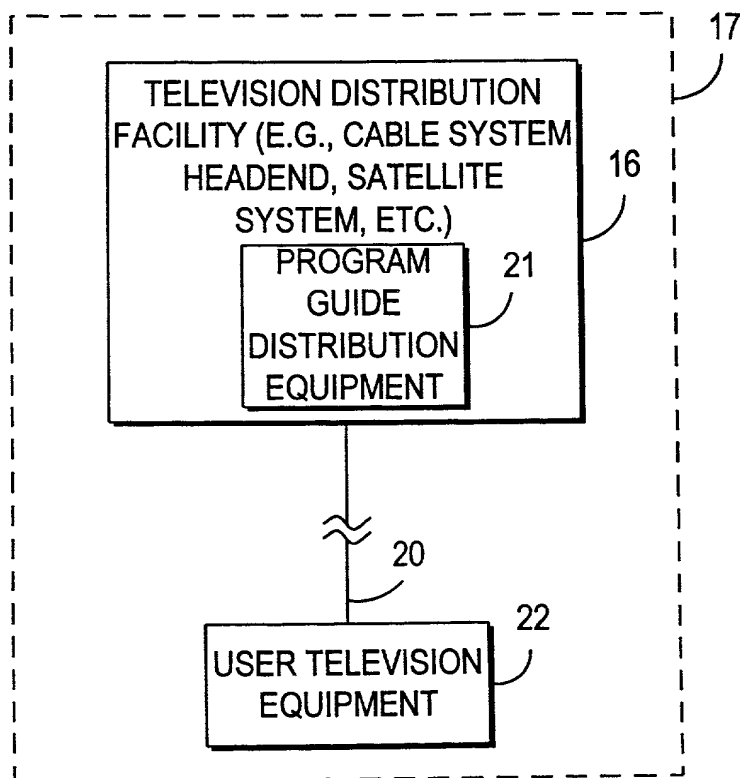 17
TELEVISION DISTRIBUTION
FACILITY (E.G., CABLE SYSTEM
HEADEND, SATELLITE
SYSTEM, ETC.)
16
PROGRAM
GUIDE
DISTRIBUTION
EQUIPMENT
21
20
USER TELEVISION
EQUIPMENT
22